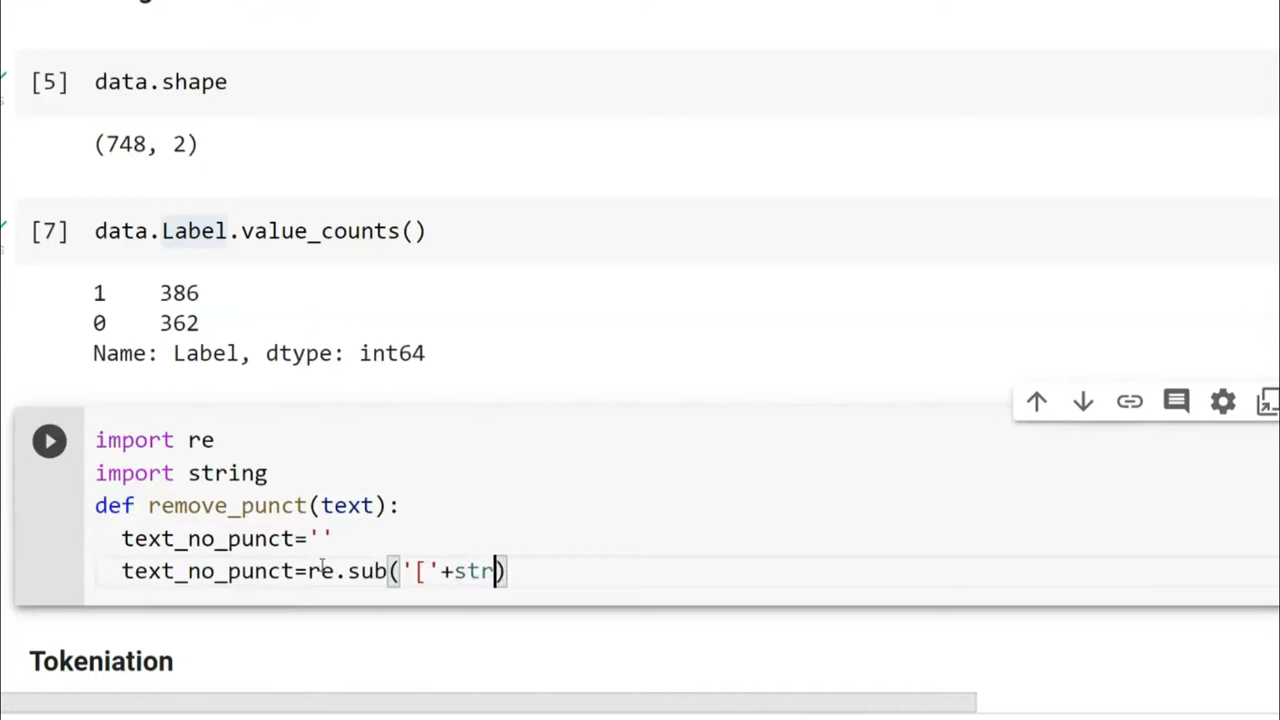 [5] data.shape
(748, 2)
[7] data.Label.value_counts()
1 386
0 362
Name: Label, dtype: int64
import re
import string
def remove_punct(text):
text_no_punct=''
text_no_punct=re.sub('['+str)
Tokeniation